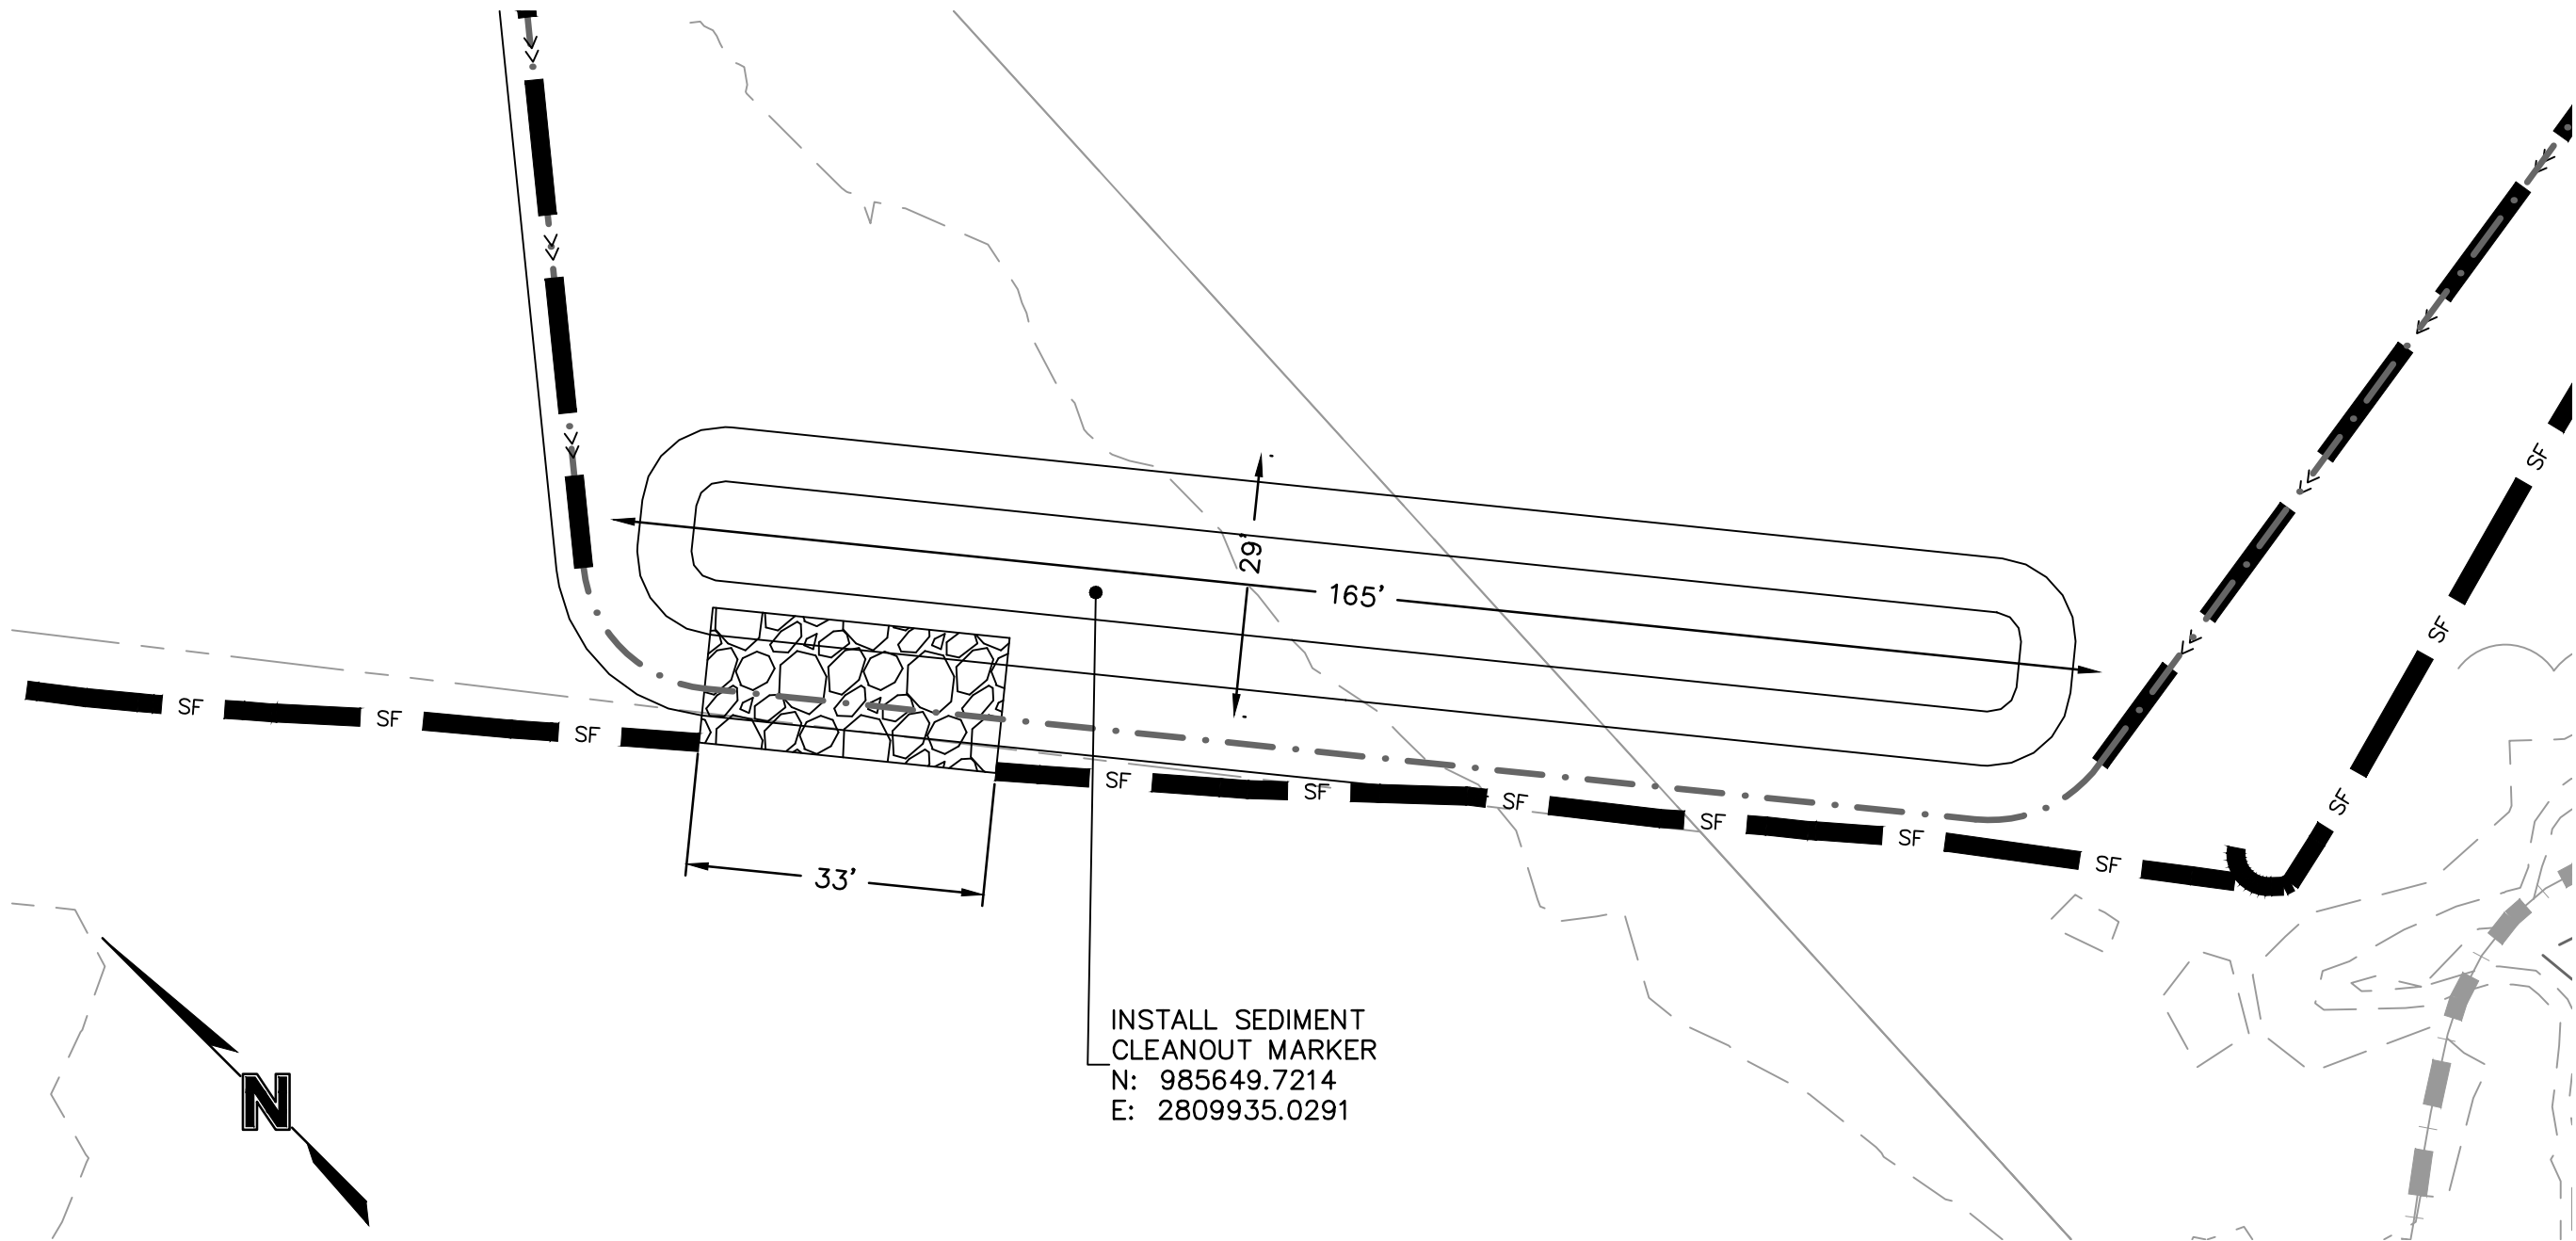 SF
SF
29'
165'
SF
SF
SF
SF
SF
SF
SF
SF
SF
SF
33'
INSTALL SEDIMENT
CLEANOUT MARKER
N: 985649.7214
E: 2809935.0291
N